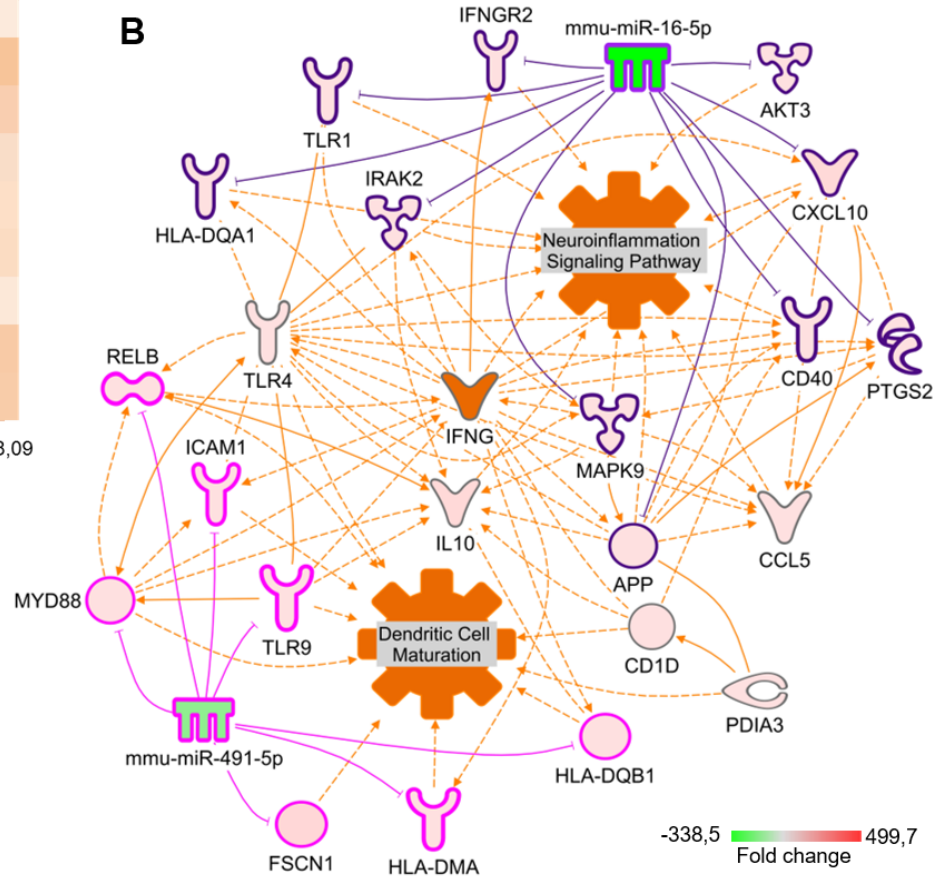 B
IFNGR2
mmu-miR-16-5p
AKT3
TLR1
IRAK2
CXCL10
HLA-DQA1
Neuroinflammation
Signaling Pathway
RELB
TLR4
CD40
PTGS2
IFNG
3,09
ICAM1
MAPK9
IL10
CCL5
APP
MYD88
TLR9
Dendritic Cell
Maturation
CD1D
PDIA3
mmu-miR-491-5p
HLA-DQB1
FSCN1
HLA-DMA
-338,5 499,7
Fold change